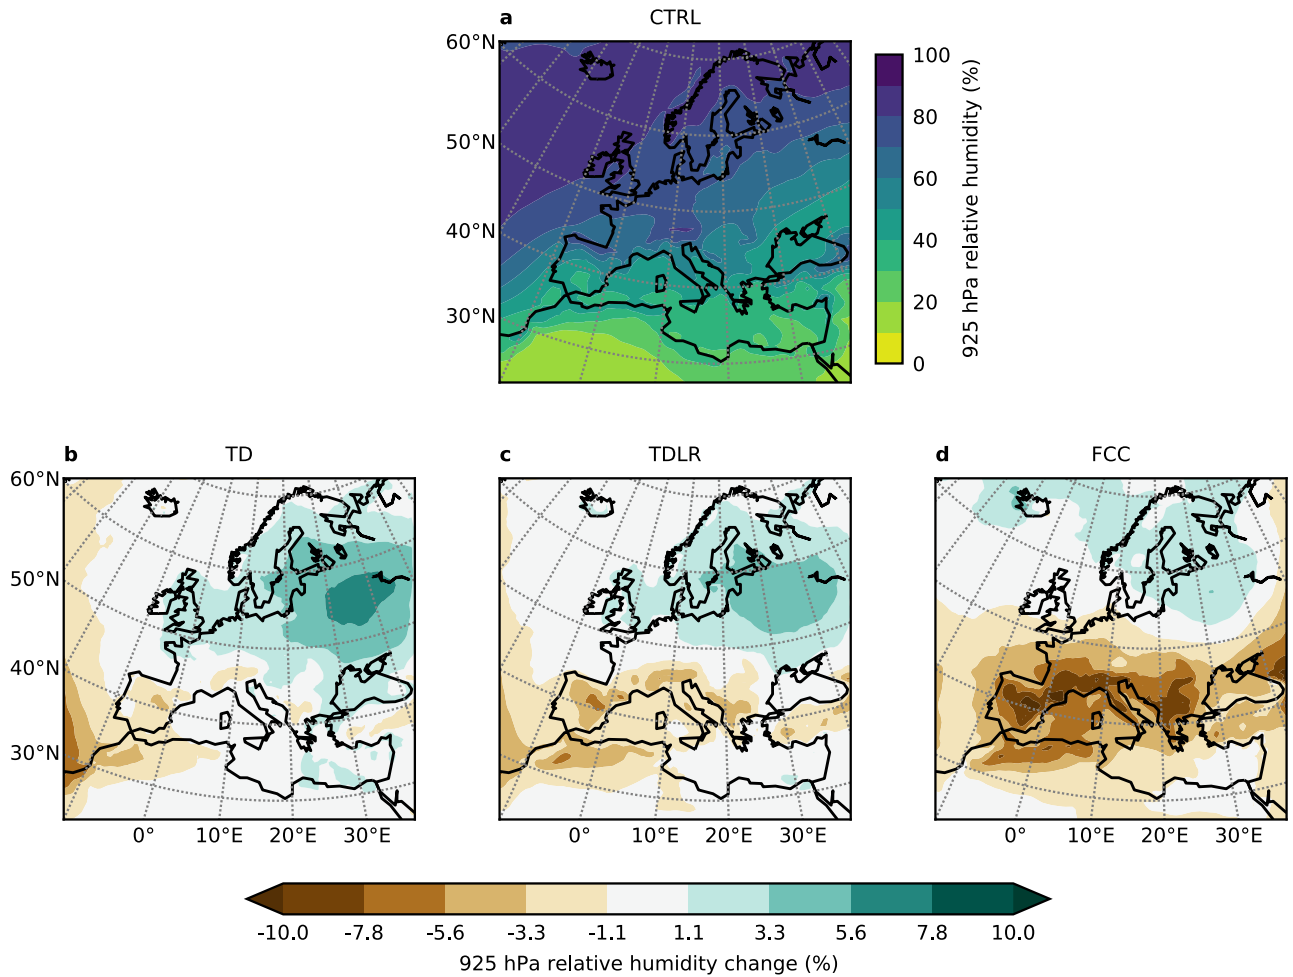 a CTRL
60°N
50°N
40°N
30°N
100
80
60
40
20
0
925 hPa relative humidity (%)
b TD
c TDLR
d FCC
60°N
50°N
40°N
30°N
0° 10°E 20°E 30°E
0° 10°E 20°E 30°E
0° 10°E 20°E 30°E
-10.0 -7.8 -5.6 -3.3 -1.1 1.1 3.3 5.6 7.8 10.0
925 hPa relative humidity change (%)